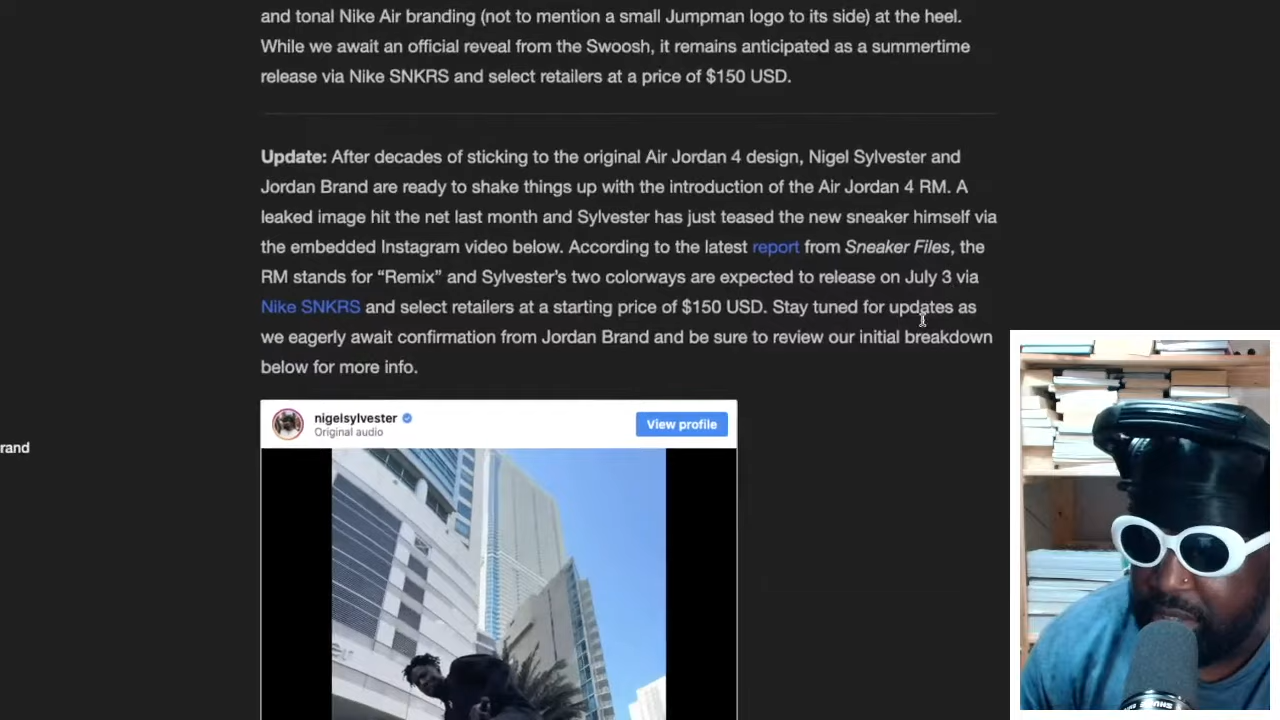 and tonal Nike Air branding (not to mention a small Jumpman logo to its side) at the heel.
While we await an official reveal from the Swoosh, it remains anticipated as a summertime
release via Nike SNKRS and select retailers at a price of $150 USD.
Update: After decades of sticking to the original Air Jordan 4 design, Nigel Sylvester and
Jordan Brand are ready to shake things up with the introduction of the Air Jordan 4 RM. A
leaked image hit the net last month and Sylvester has just teased the new sneaker himself via
the embedded Instagram video below. According to the latest report from Sneaker Files, the
RM stands for “Remix” and Sylvester’s two colorways are expected to release on July 3 via
Nike SNKRS and select retailers at a starting price of $150 USD. Stay tuned for updates as
we eagerly await confirmation from Jordan Brand and be sure to review our initial breakdown
below for more info.
nigelsylvester
Original audio
View profile
rand